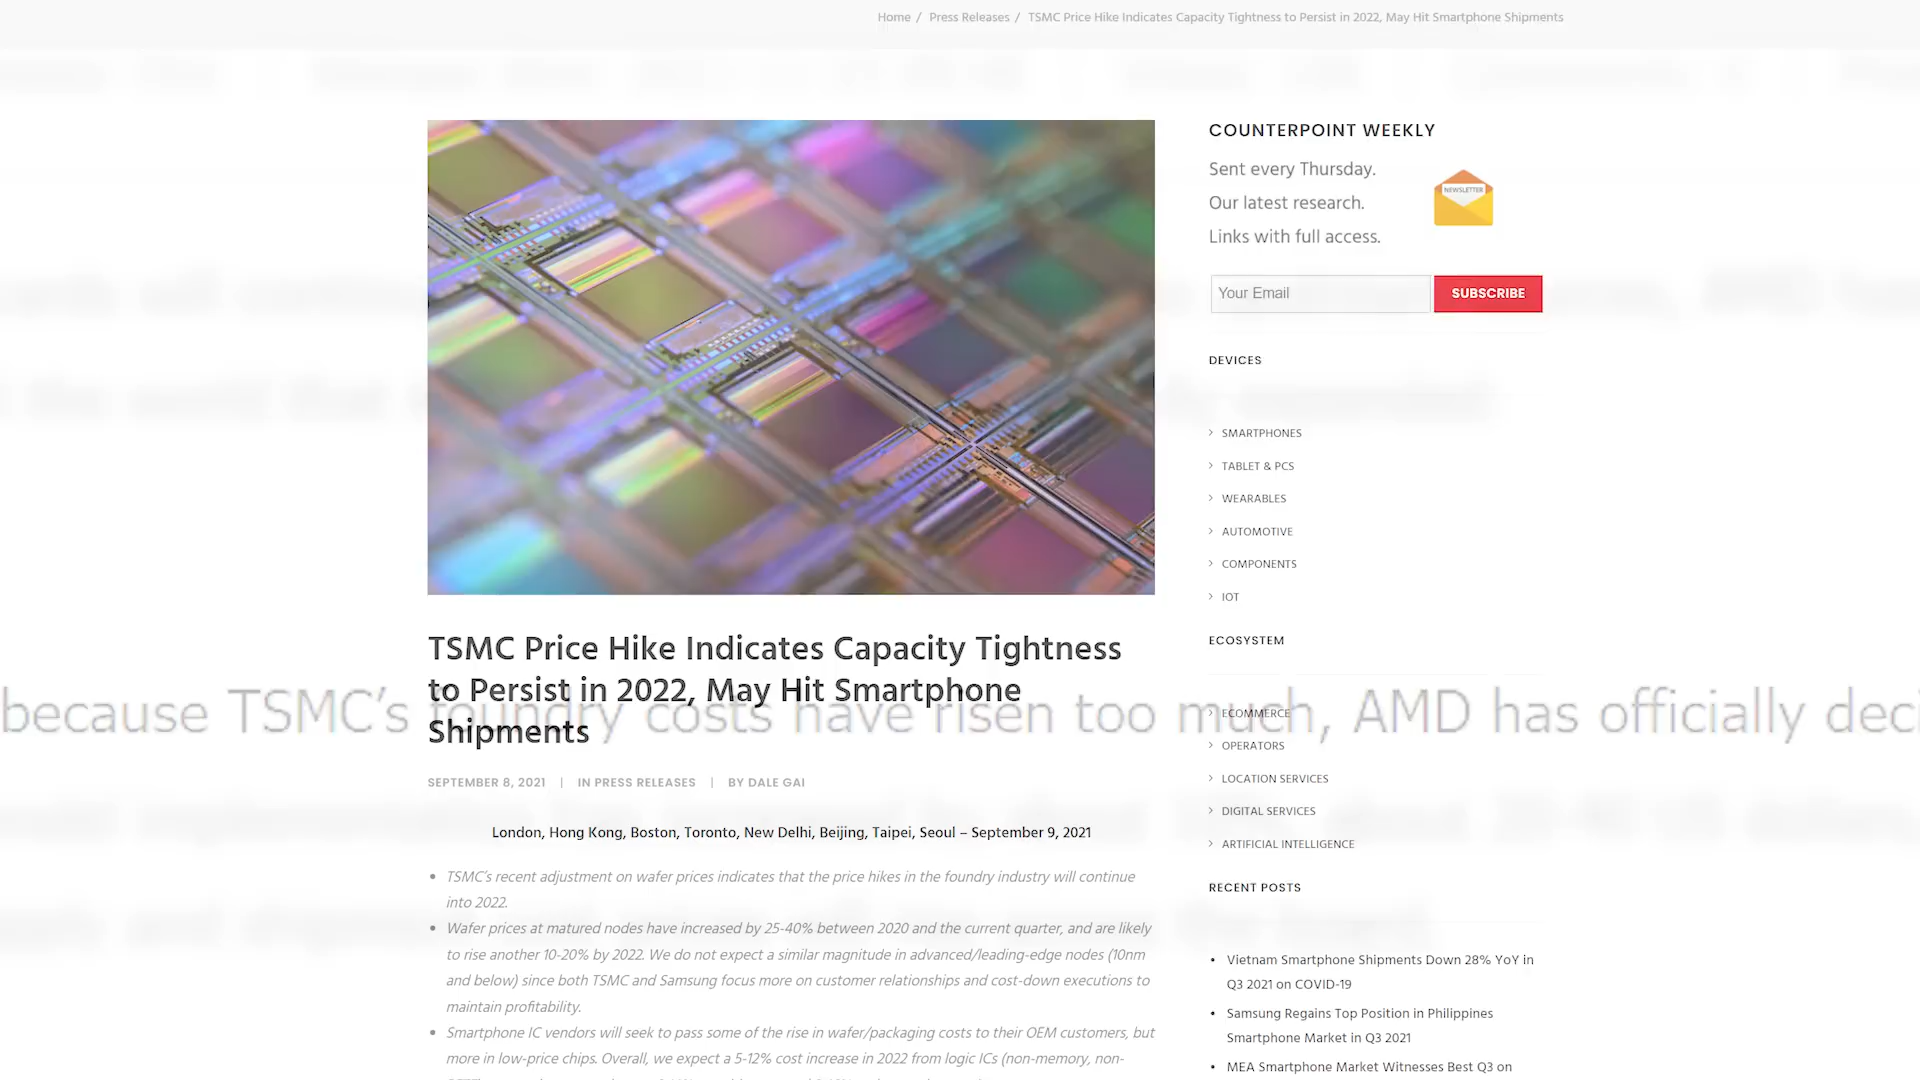 Home / Press Releases / TSMC Price Hike Indicates Capacity Tightness to Persist in 2022, May Hit Smartphone Shipments
TSMC Price Hike Indicates Capacity Tightness
to Persist in 2022, May Hit Smartphone
Shipments
because TSMC’s foundry costs have risen too much, AMD has officially deci
SEPTEMBER 8, 2021 | IN PRESS RELEASES | BY DALE GAI
London, Hong Kong, Boston, Toronto, New Delhi, Beijing, Taipei, Seoul – September 9, 2021
• TSMC’s recent adjustment on wafer prices indicates that the price hikes in the foundry industry will continue
into 2022.
• Wafer prices at matured nodes have increased by 25-40% between 2020 and the current quarter, and are likely
to rise another 10-20% by 2022. We do not expect a similar magnitude in advanced/leading-edge nodes (10nm
and below) since both TSMC and Samsung focus more on customer relationships and cost-down executions to
maintain profitability.
• Smartphone IC vendors will seek to pass some of the rise in wafer/packaging costs to their OEM customers, but
more in low-price chips. Overall, we expect a 5-12% cost increase in 2022 from logic ICs (non-memory, non-
COUNTERPOINT WEEKLY
Sent every Thursday.
Our latest research.
Links with full access.
NEWSLETTER
Your Email
SUBSCRIBE
DEVICES
> SMARTPHONES
> TABLET & PCS
> WEARABLES
> AUTOMOTIVE
> COMPONENTS
> IOT
ECOSYSTEM
> ECOMMERCE
> OPERATORS
> LOCATION SERVICES
> DIGITAL SERVICES
> ARTIFICIAL INTELLIGENCE
RECENT POSTS
• Vietnam Smartphone Shipments Down 28% YoY in
Q3 2021 on COVID-19
• Samsung Regains Top Position in Philippines
Smartphone Market in Q3 2021
• MEA Smartphone Market Witnesses Best Q3 on